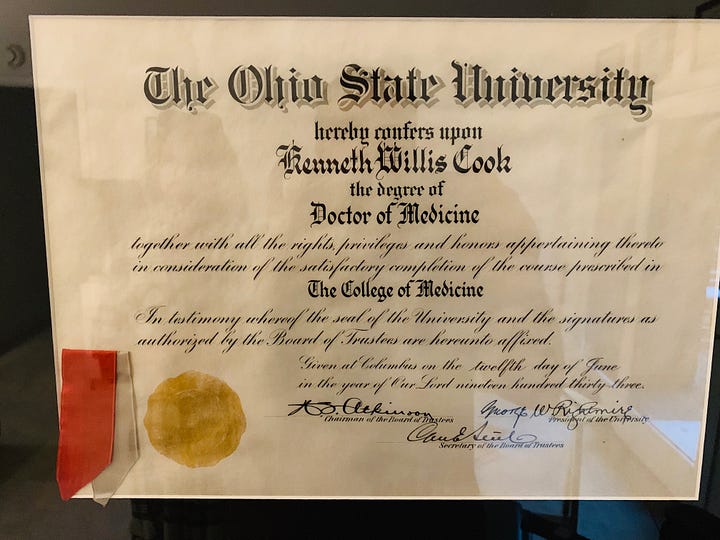 The Ohio State University
hereby confers upon
Kenneth Willis Cook
the degree of
Doctor of Medicine
together with all the rights, privileges and honors appertaining thereto
in consideration of the satisfactory completion of the course prescribed in
The College of Medicine
In testimony whereof the seal of the University and the signatures as
authorized by the Board of Trustees are hereunto affixed.
Given at Columbus on the twelfth day of June
in the year of Our Lord nineteen hundred thirty three.
Atkinson
George W Rightmire
Chairman of the Board of Trustees
President of the University
Carl E Steeb
Secretary of the Board of Trustees